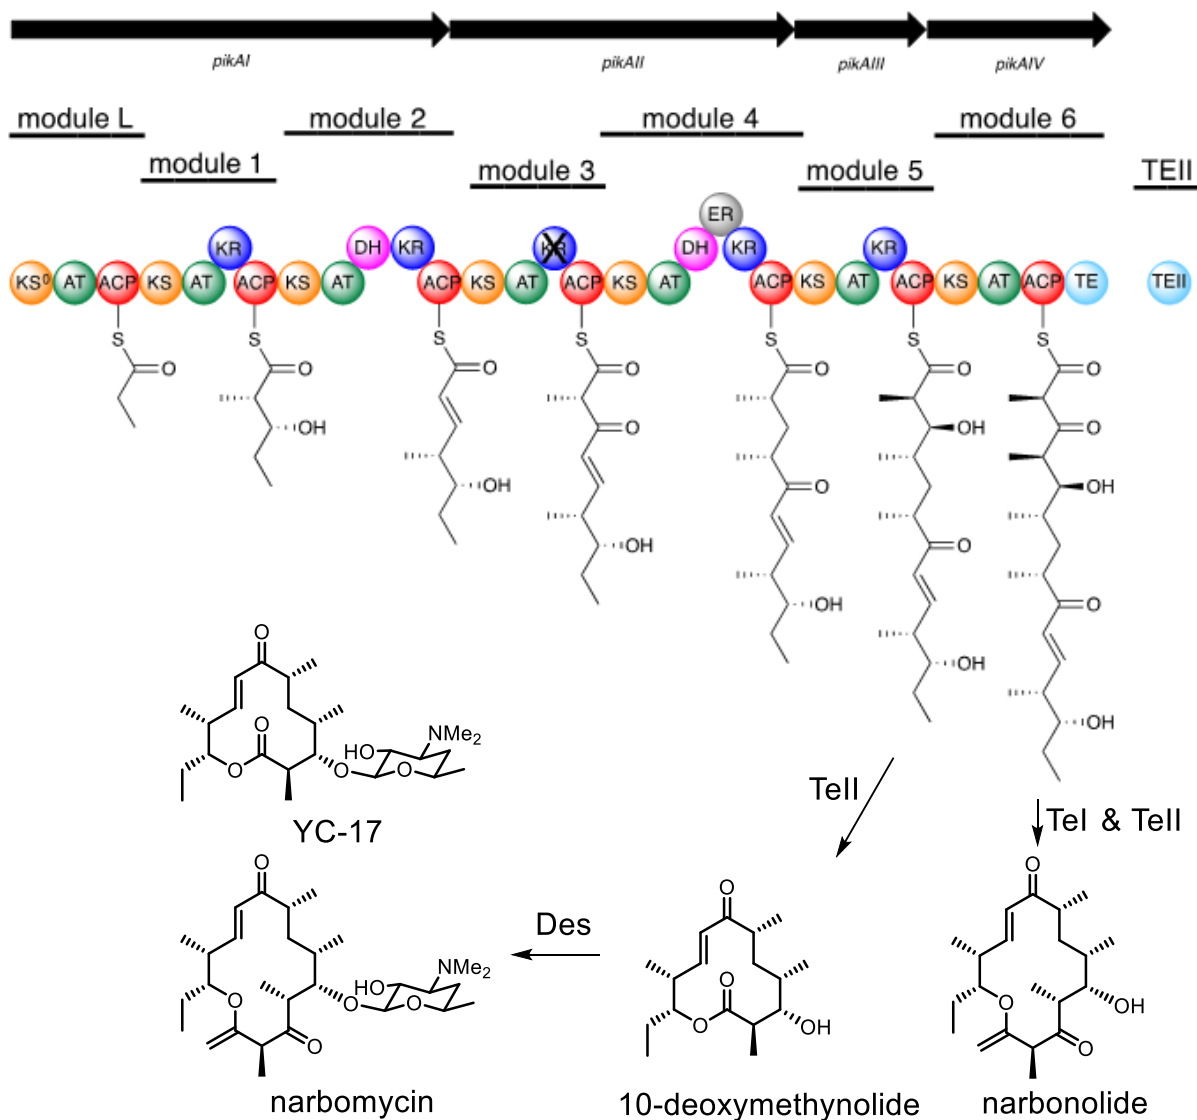 pikAI pikAII pikAIII pikAIV
module L module 2 module 4 module 6
module 1 module 3 module 5 TEII
ER
KR DH KR KR DH KR KR
KS⁰ AT ACP KS AT ACP KS AT ACP KS AT ACP KS AT ACP KS AT ACP KS AT ACP TE TEII
S S S S S S S
O O O O O O O
OH O OH O
O
OH OH O OH
OH O
OH O
OH
OH
O
O
O
NMe2
HO
O
O
O
YC-17
TeII
TeI & TeII
O
O
O
Des
NMe2
HO
O
O
O
O
O
O
OH
O
OH
O
O
narbomycin
10-deoxymethynolide
narbonolide